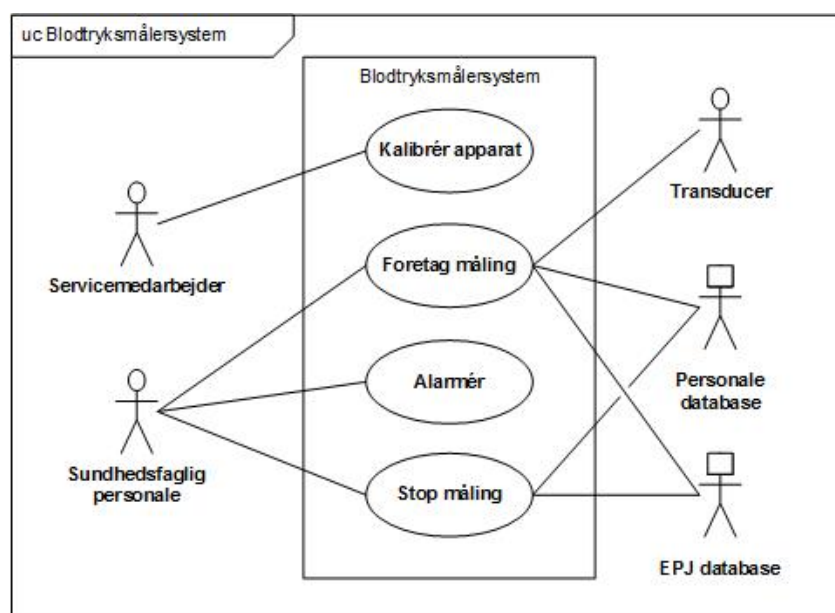 uc Blodtryksmålersystem
Blodtryksmålersystem
Kalibrér apparat
Transducer
Servicemedarbejder
Foretag måling
Personale
database
Alarmér
Sundhedsfaglig
personale
Stop måling
EPJ database